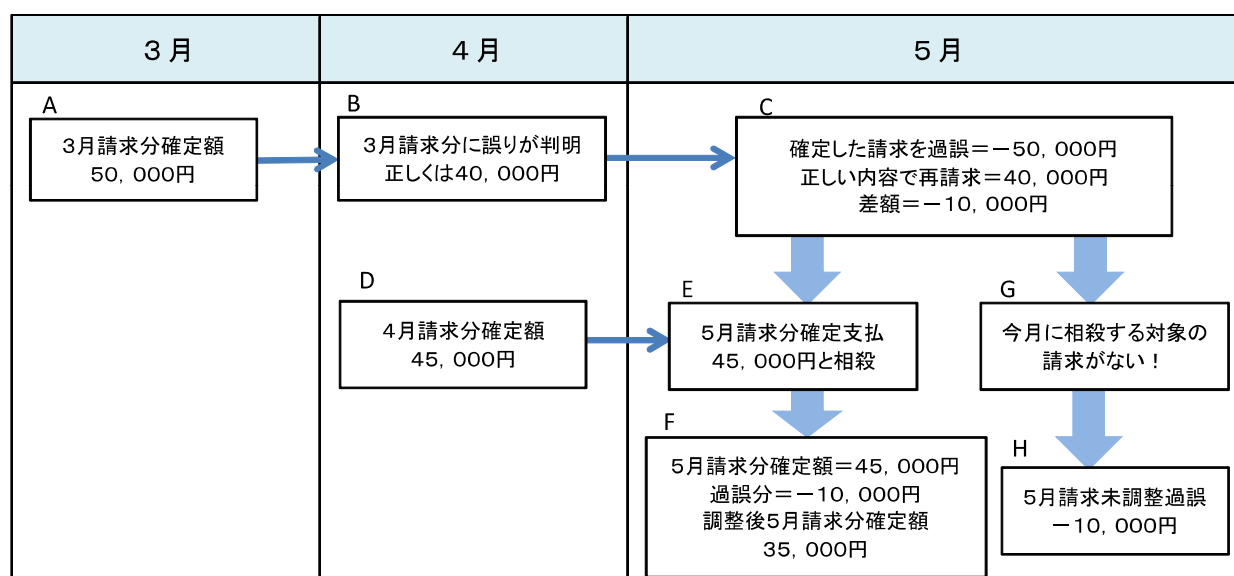 3月
4月
5月
A
3月請求分確定額
50，000円
B
3月請求分に誤りが判明
正しくは40，000円
C
確定した請求を過誤＝－50，000円
正しい内容で再請求＝40，000円
差額＝－10，000円
D
4月請求分確定額
45，000円
E
5月請求分確定支払
45，000円と相殺
F
5月請求分確定額＝45，000円
過誤分＝－10，000円
調整後5月請求分確定額
35，000円
G
今月に相殺する対象の
請求がない！
H
5月請求未調整過誤
－10，000円